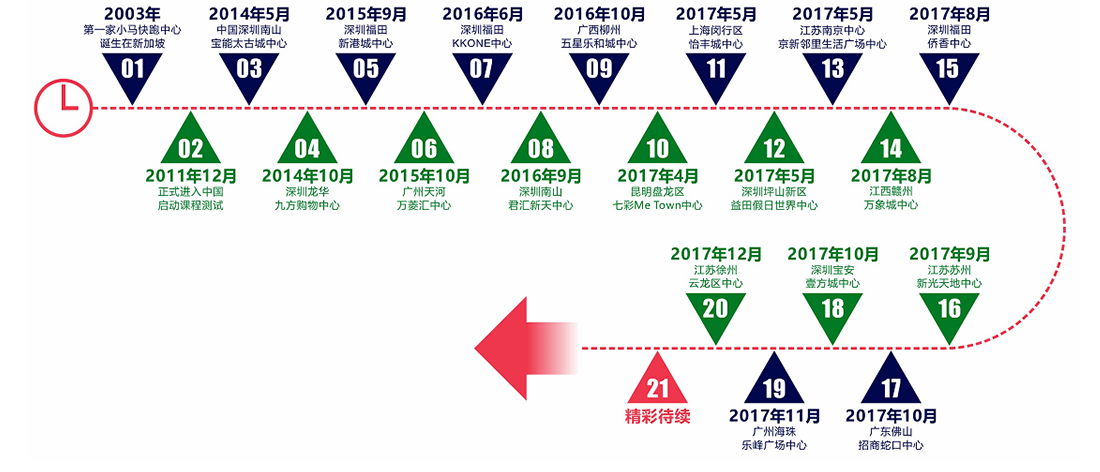 2003年
第一家小马快跑中心
诞生在新加坡
01
02
2011年12月
正式进入中国
启动课程测试
2014年5月
中国深圳南山
宝能太古城中心
03
04
2014年10月
深圳龙华
九方购物中心
2015年9月
深圳福田
新港城中心
05
06
2015年10月
广州天河
万菱汇中心
2016年6月
深圳福田
KKONE中心
07
08
2016年9月
深圳南山
君汇新天中心
2016年10月
广西柳州
五星乐和城中心
09
10
2017年4月
昆明盘龙区
七彩Me Town中心
2017年5月
上海闵行区
怡丰城中心
11
12
2017年5月
深圳坪山新区
益田假日世界中心
2017年5月
江苏南京中心
京新邻里生活广场中心
13
14
2017年8月
江西赣州
万象城中心
2017年8月
深圳福田
侨香中心
15
2017年9月
江苏苏州
新光天地中心
16
17
2017年10月
广东佛山
招商蛇口中心
2017年10月
深圳宝安
壹方城中心
18
19
2017年11月
广州海珠
乐峰广场中心
2017年12月
江苏徐州
云龙区中心
20
21
精彩待续